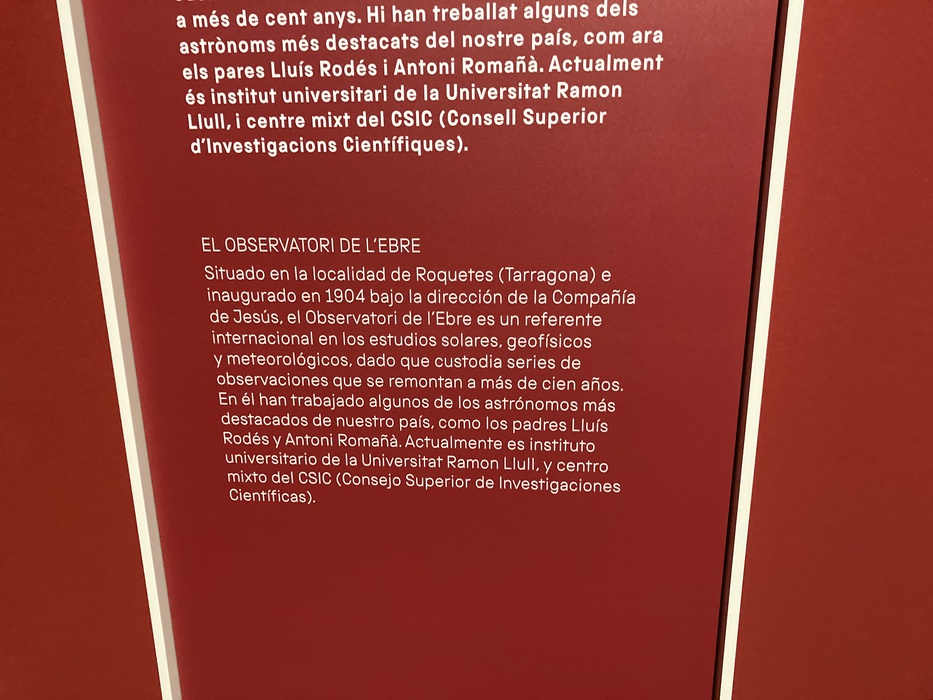 a més de cent anys. Hi han treballat alguns dels
astrònoms més destacats del nostre país, com ara
els pares Lluís Rodés i Antoni Romañà. Actualment
és institut universitari de la Universitat Ramon
Llull, i centre mixt del CSIC (Consell Superior
d'Investigacions Científiques).
EL OBSERVATORI DE L'EBRE
Situado en la localidad de Roquetes (Tarragona) e
inaugurado en 1904 bajo la dirección de la Compañía
de Jesús, el Observatori de l'Ebre es un referente
internacional en los estudios solares, geofísicos
y meteorológicos, dado que custodia series de
observaciones que se remontan a más de cien años.
En él han trabajado algunos de los astrónomos más
destacados de nuestro país, como los padres Lluís
Rodés y Antoni Romañà. Actualmente es instituto
universitario de la Universitat Ramon Llull, y centro
mixto del CSIC (Consejo Superior de Investigaciones
Científicas).